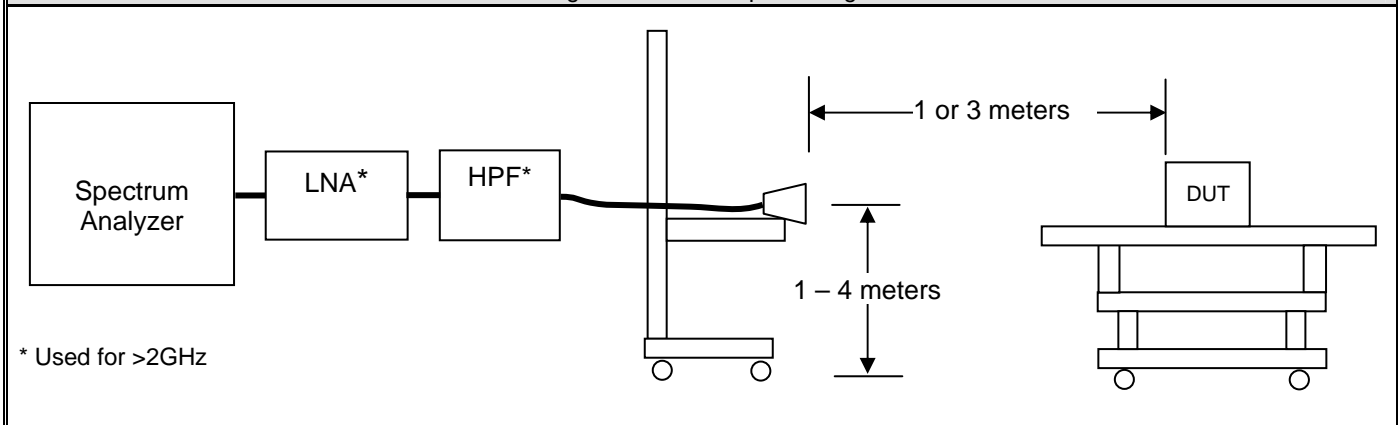 Spectrum
Analyzer
LNA*
HPF*
1 or 3 meters
DUT
1 – 4 meters
* Used for >2GHz